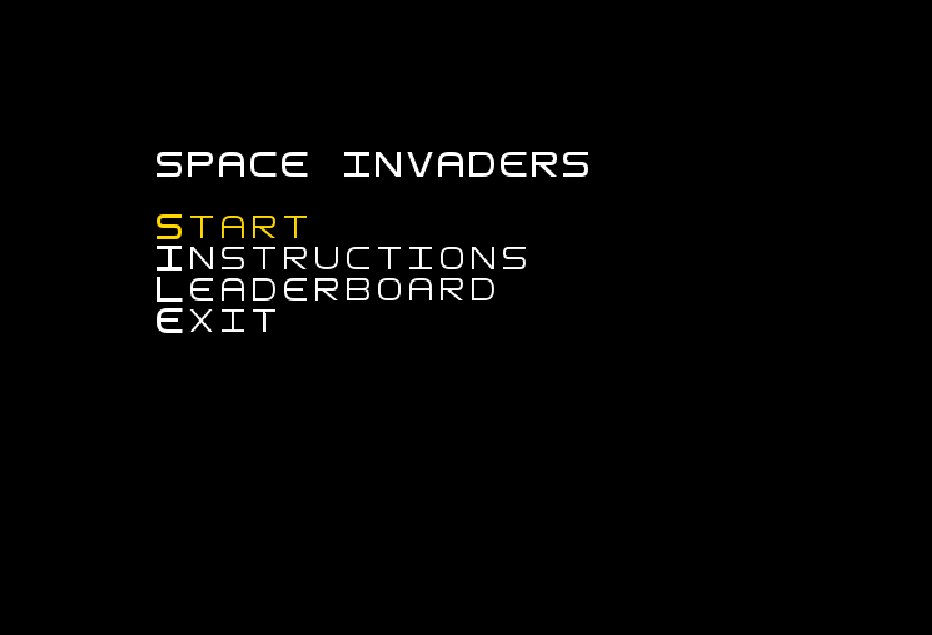 SPACE INVADERS
START
INSTRUCTIONS
LEADERBOARD
EXIT